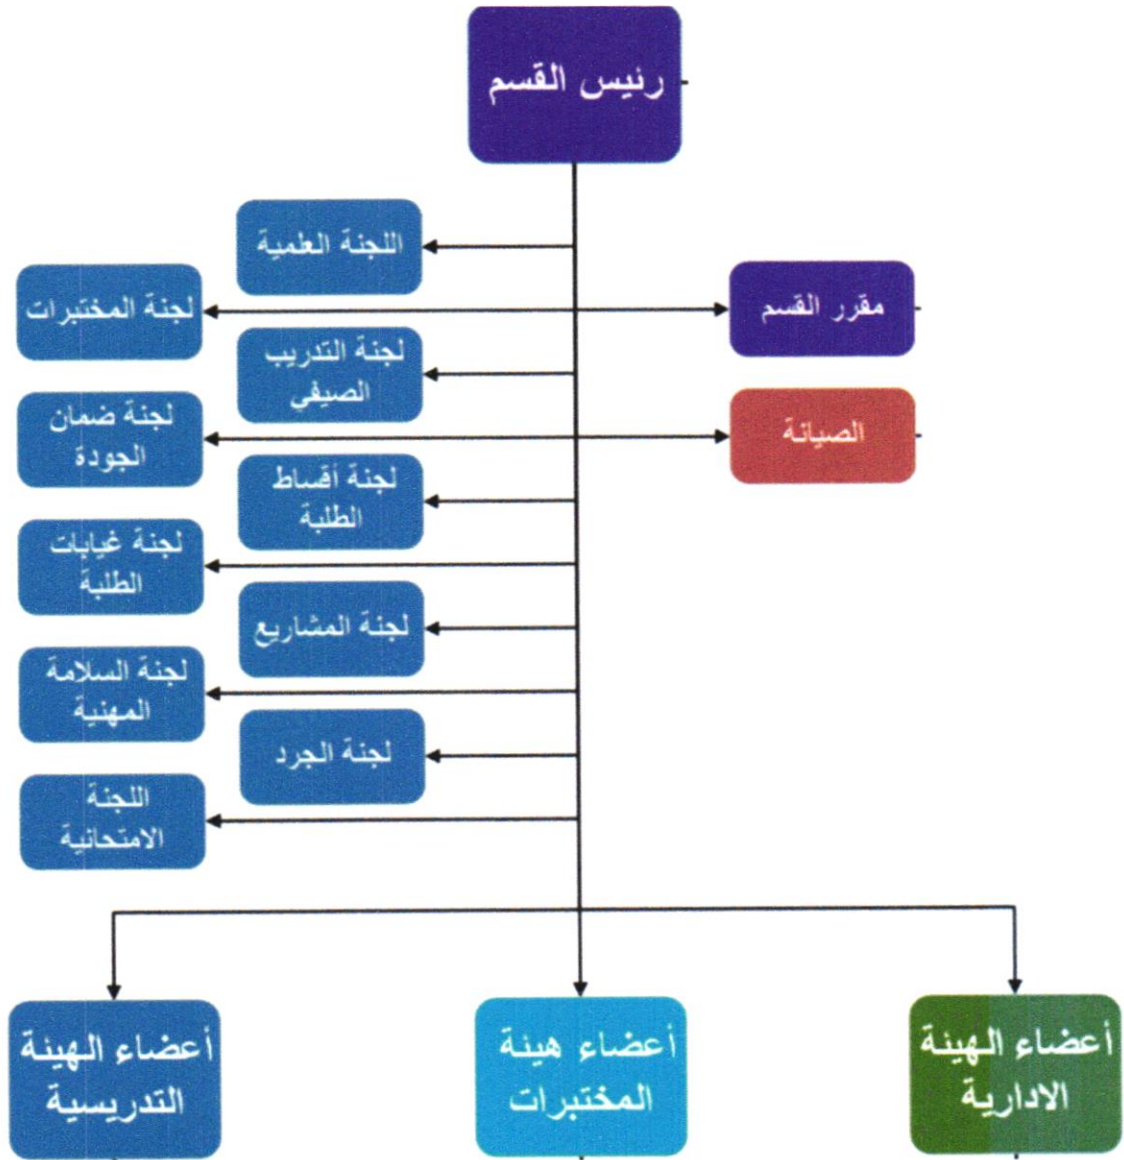 رئيس القسم
اللجنة العلمية
مقرر القسم
لجنة المختبرات
لجنة التدريب
الصيفي
الصيانة
لجنة ضمان
الجودة
لجنة أقساط
الطلبة
لجنة غيابات
الطلبة
لجنة المشاريع
لجنة السلامة
المهنية
لجنة الجرد
اللجنة
الامتحانية
أعضاء الهيئة
الادارية
أعضاء هيئة
المختبرات
أعضاء الهيئة
التدريسية